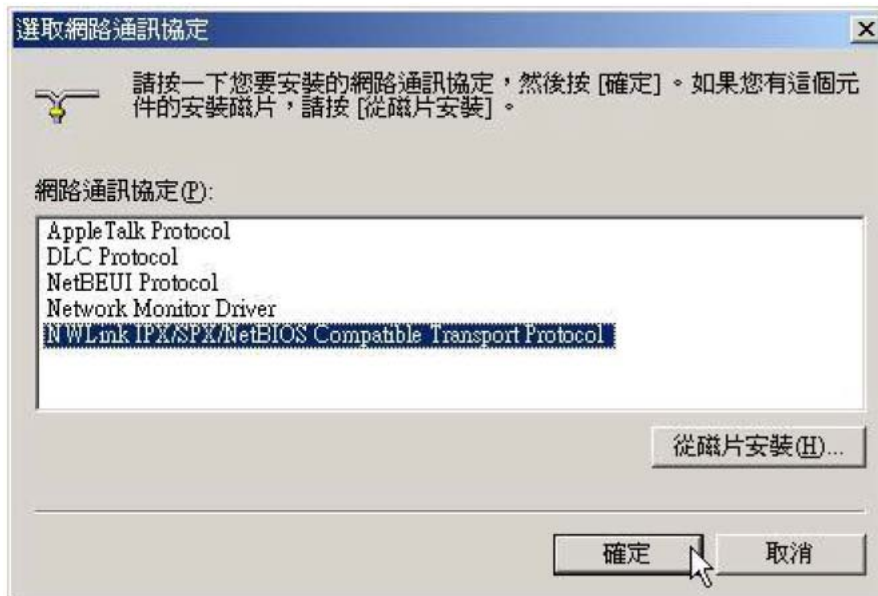 選取網路通訊協定
請按一下您要安裝的網路通訊協定，然後按 [確定]。如果您有這個元
件的安裝磁片，請按 [從磁片安裝]。
網路通訊協定(P):
AppleTalk Protocol
DLC Protocol
NetBEUI Protocol
Network Monitor Driver
NWLink IPX/SPX/NetBIOS Compatible Transport Protocol
從磁片安裝(H)...
確定
取消